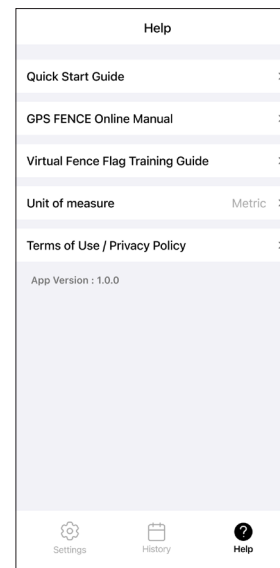 Help
Quick Start Guide
GPS FENCE Online Manual
Virtual Fence Flag Training Guide
Unit of measure Metric
Terms of Use / Privacy Policy
App Version : 1.0.0
Settings History Help